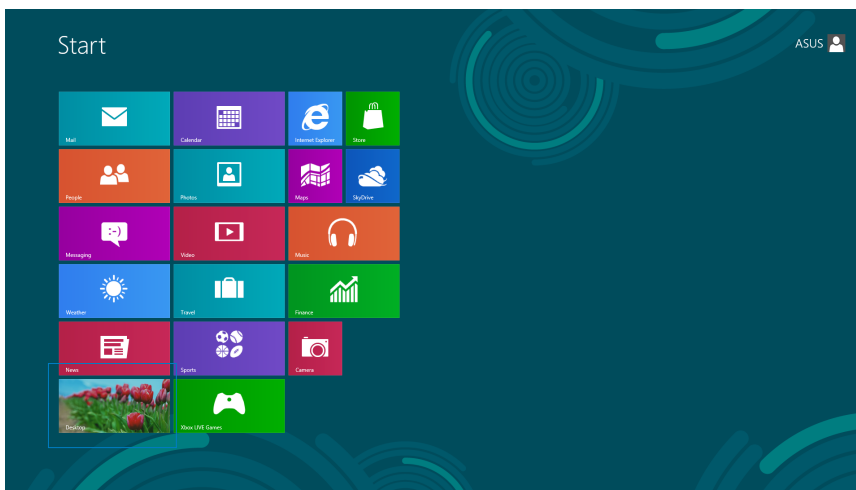 Start
ASUS
Mail
Calendar
Internet Explorer
Store
People
Photos
Maps
SkyDrive
Messaging
:-)
Video
Music
Weather
Travel
Finance
News
Sports
Camera
Desktop
Xbox LIVE Games